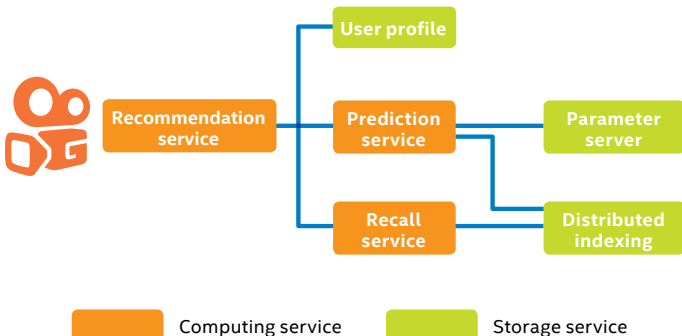 User profile
Recommendation
service
Prediction
service
Parameter
server
Recall
service
Distributed
indexing
Computing service
Storage service